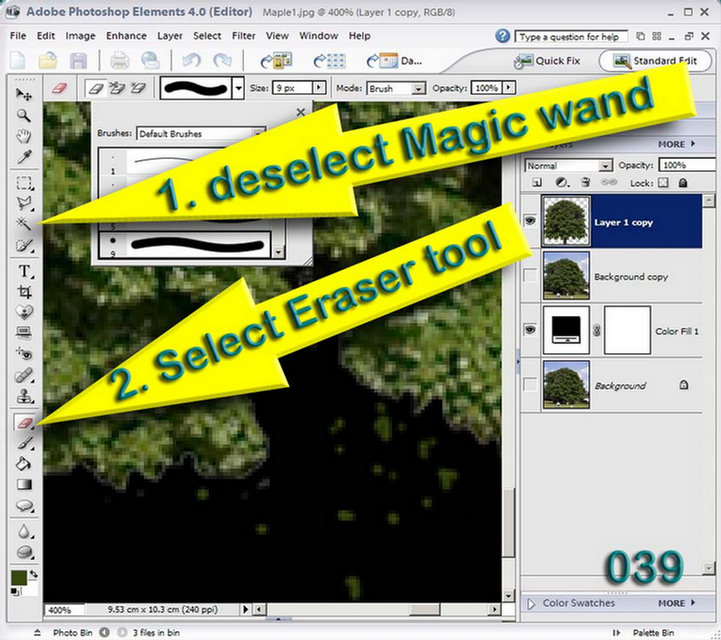 Adobe Photoshop Elements 4.0 (Editor) Maple1.jpg @ 400% (Layer 1 copy, RGB/8)
File Edit Image Enhance Layer Select Filter View Window Help Type a question for help
Da... Quick Fix Standard Edit
Size: 9 px Mode: Brush Opacity: 100%
Brushes: Default Brushes
1
5
9
1. deselect Magic wand
2. Select Eraser tool
MORE
Normal Opacity: 100%
Lock:
Layer 1 copy
Background copy
Color Fill 1
Background
T
039
400% 9.53 cm x 10.3 cm (240 ppi)
Color Swatches MORE
Photo Bin 3 files in bin Palette Bin